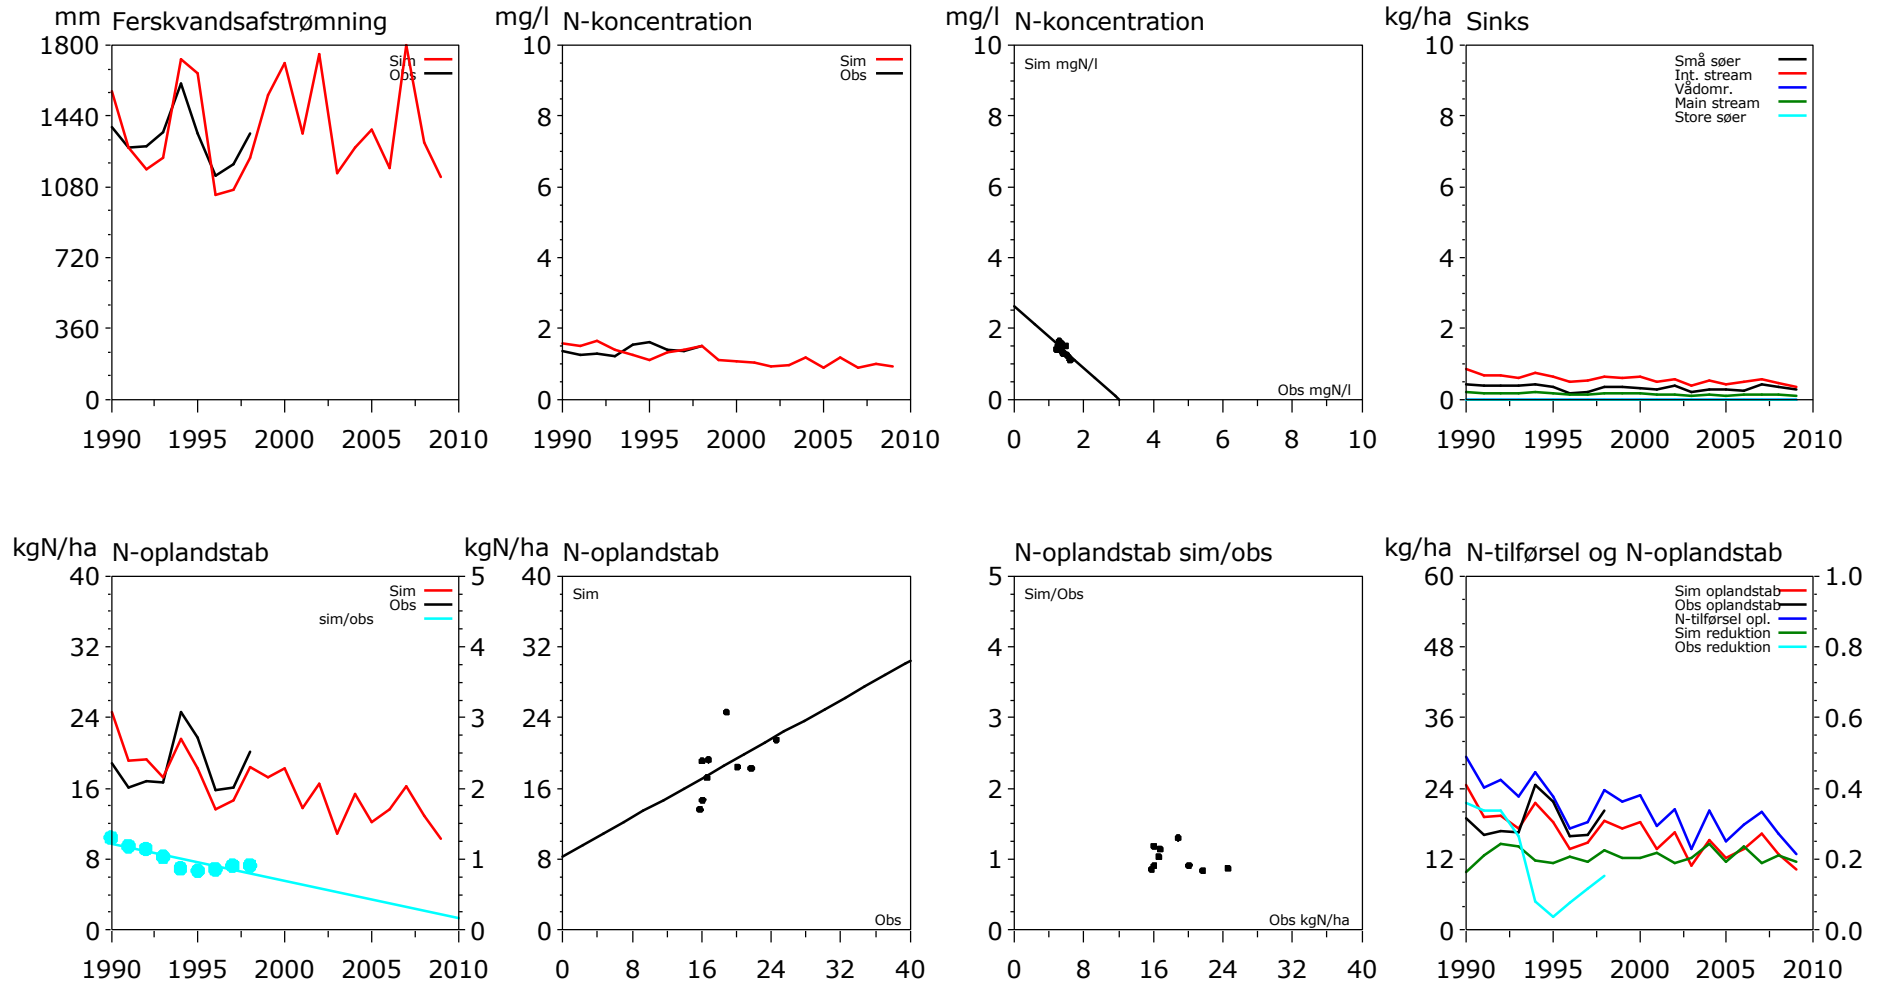 mm Ferskvandsafstrømning
1800
1440
1080
720
360
0
1990 1995 2000 2005 2010
Sim
Obs
mg/l N-koncentration
10
8
6
4
2
0
1990 1995 2000 2005 2010
Sim
Obs
mg/l N-koncentration
10
8
6
4
2
0
0 2 4 6 8 10
Sim mgN/l
Obs mgN/l
kg/ha Sinks
10
8
6
4
2
0
1990 1995 2000 2005 2010
Små søer
Int. stream
Vådomr.
Main stream
Store søer
kgN/ha N-oplandstab
40
32
24
16
8
0
1990 1995 2000 2005 2010
Sim
Obs
sim/obs
5
4
3
2
1
0
kgN/ha N-oplandstab
40
32
24
16
8
0
0 8 16 24 32 40
Sim
Obs
N-oplandstab sim/obs
5
4
3
2
1
0
0 8 16 24 32 40
Sim/Obs
Obs kgN/ha
kg/ha N-tilførsel og N-oplandstab
60
48
36
24
12
0
1990 1995 2000 2005 2010
Sim oplandstab
Obs oplandstab
N-tilførsel opl.
Sim reduktion
Obs reduktion
1.0
0.8
0.6
0.4
0.2
0.0